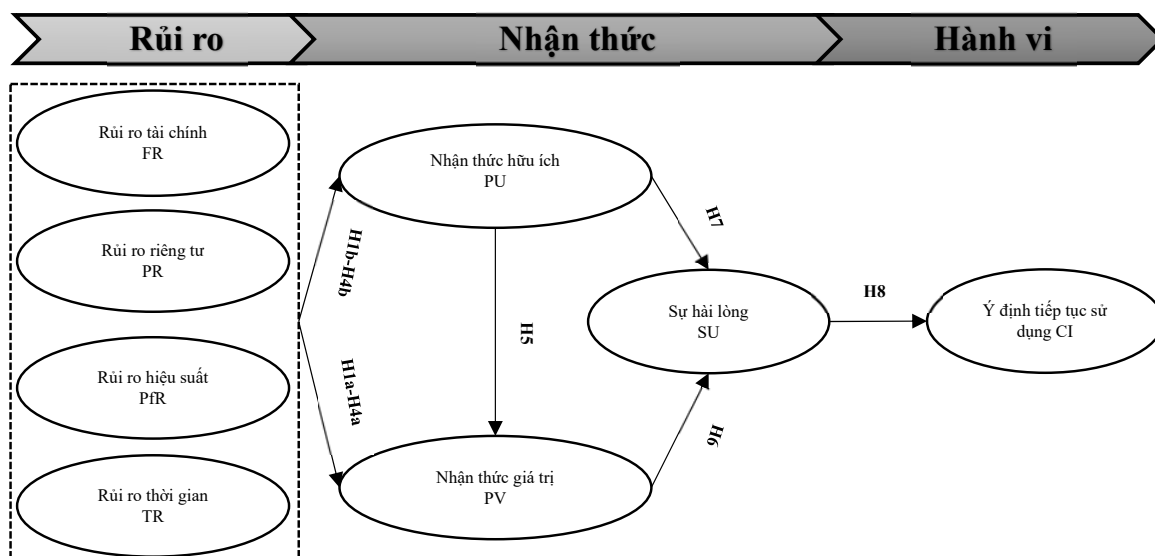 Rủi ro
Nhận thức
Hành vi
Rủi ro tài chính
FR
Rủi ro riêng tư
PR
Rủi ro hiệu suất
PfR
Rủi ro thời gian
TR
H1b-H4b
H1a-H4a
Nhận thức hữu ích
PU
H5
Nhận thức giá trị
PV
H7
H6
Sự hài lòng
SU
H8
Ý định tiếp tục sử
dụng CI